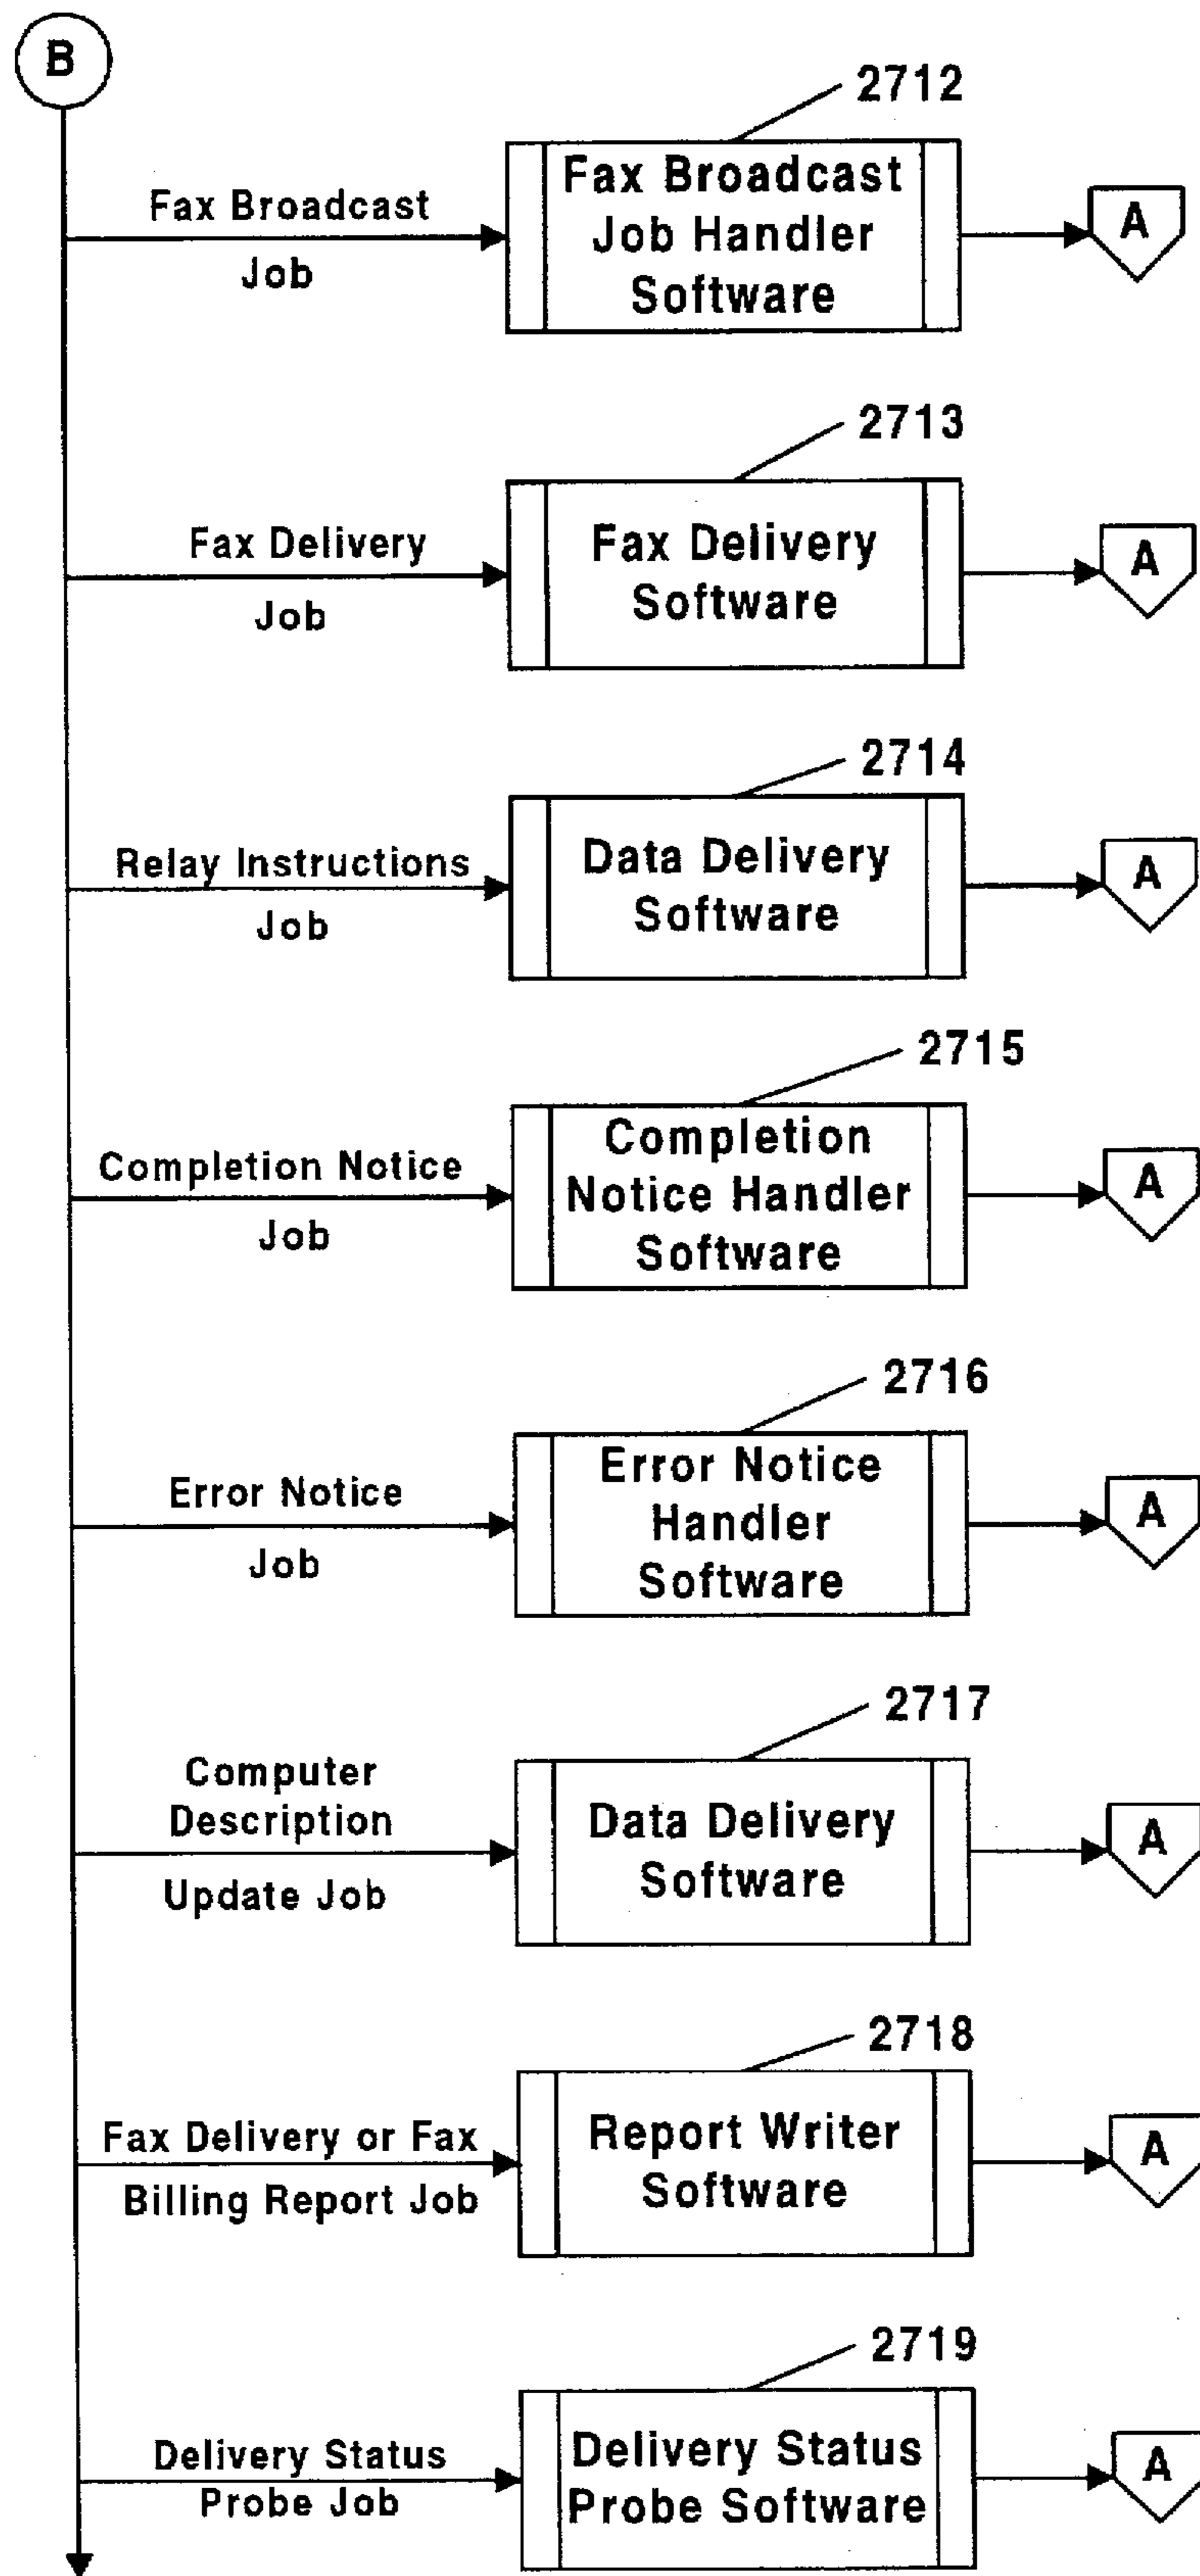 B
2712
Fax Broadcast
Job
Fax Broadcast
Job Handler
Software
A
2713
Fax Delivery
Job
Fax Delivery
Software
A
2714
Relay Instructions
Job
Data Delivery
Software
A
2715
Completion Notice
Job
Completion
Notice Handler
Software
A
2716
Error Notice
Job
Error Notice
Handler
Software
A
2717
Computer
Description
Update Job
Data Delivery
Software
A
2718
Fax Delivery or Fax
Billing Report Job
Report Writer
Software
A
2719
Delivery Status
Probe Job
Delivery Status
Probe Software
A